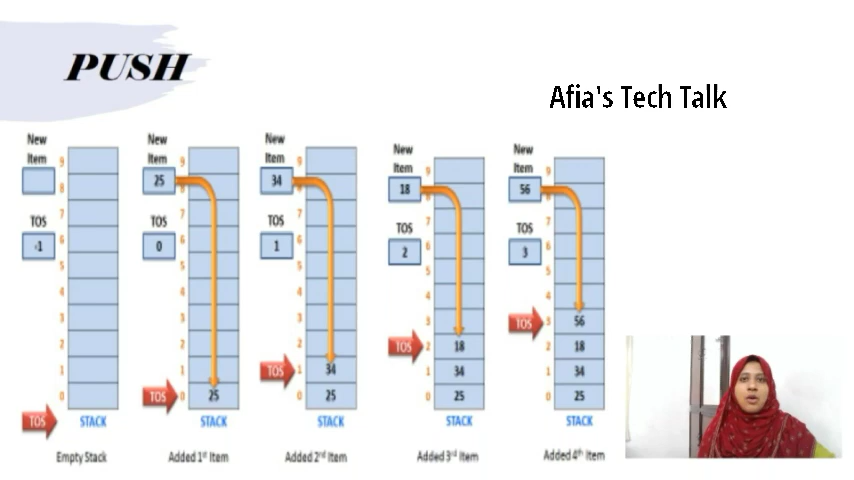 PUSH
Afia's Tech Talk
New
Item
TOS
-1
9
8
7
6
5
4
3
2
1
0
TOS
STACK
Empty Stack
New
Item
25
TOS
0
9
8
7
6
5
4
3
2
1
0
TOS
25
STACK
Added 1st Item
New
Item
34
TOS
1
9
8
7
6
5
4
3
2
1
0
TOS
34
25
STACK
Added 2nd Item
New
Item
18
TOS
2
9
8
7
6
5
4
3
2
1
0
TOS
18
34
25
STACK
Added 3rd Item
New
Item
56
TOS
3
9
8
7
6
5
4
3
2
1
0
TOS
56
18
34
25
STACK
Added 4th Item